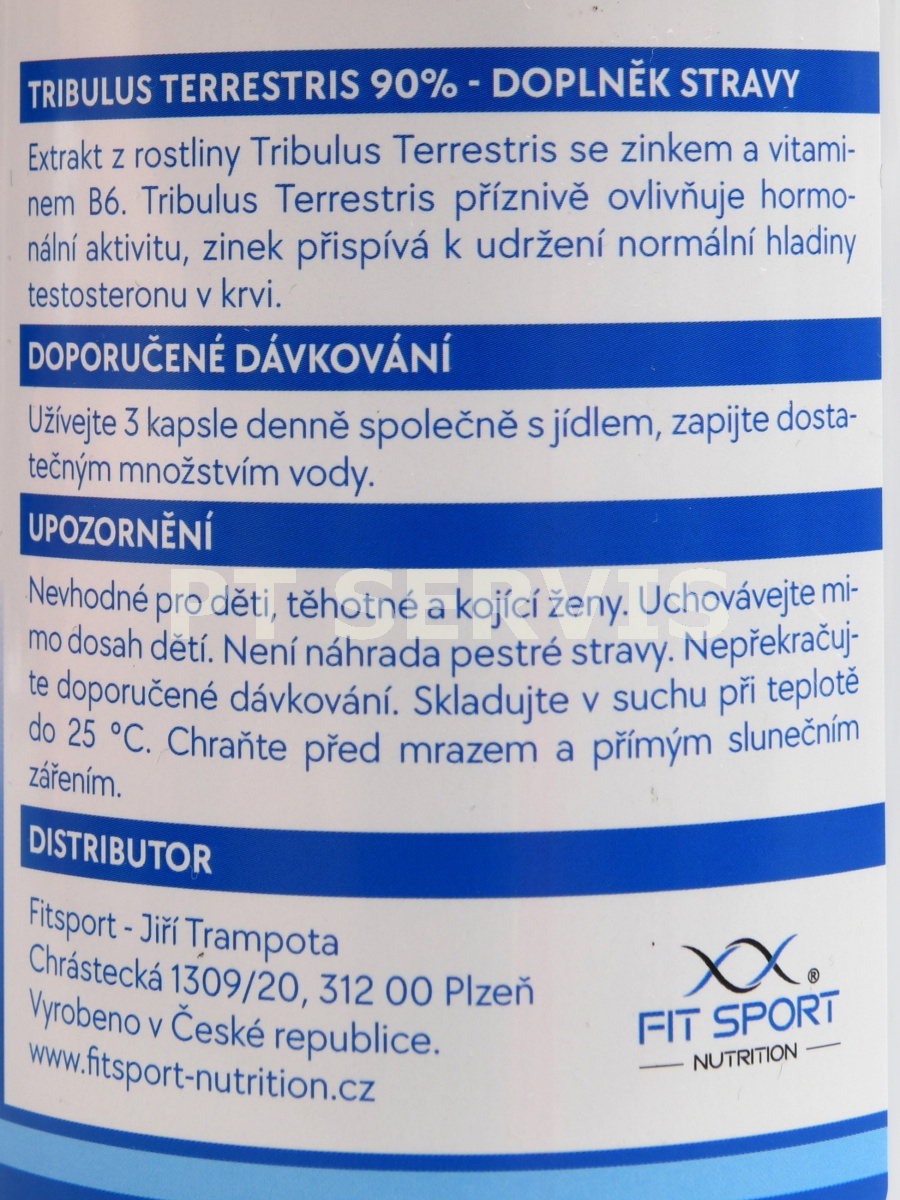 TRIBULUS TERRESTRIS 90% - DOPLNĚK STRAVY
Extrakt z rostliny Tribulus Terrestris se zinkem a vitami-
nem B6. Tribulus Terrestris příznivě ovlivňuje hormo-
nální aktivitu, zinek přispívá k udržení normální hladiny
testosteronu v krvi.
DOPORUČENÉ DÁVKOVÁNÍ
Užívejte 3 kapsle denně společně s jídlem, zapijte dosta-
tečným množstvím vody.
UPOZORNĚNÍ
Nevhodné pro děti, těhotné a kojící ženy. Uchovávejte mi-
PT SERVIS
mo dosah dětí. Není náhrada pestré stravy. Nepřekračuj-
te doporučené dávkování. Skladujte v suchu při teplotě
do 25 °C. Chraňte před mrazem a přímým slunečním
zářením.
DISTRIBUTOR
Fitsport - Jiří Trampota
Chrástecká 1309/20, 312 00 Plzeň
Vyrobeno v České republice.
www.fitsport-nutrition.cz
®
FIT SPORT
NUTRITION